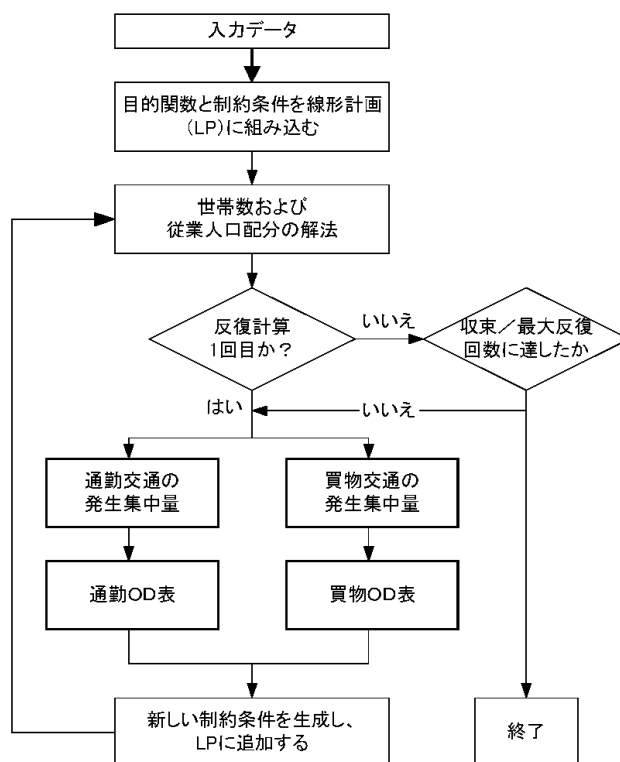 入力データ
目的関数と制約条件を線形計画
(LP)に組み込む
世帯数および
従業人口配分の解法
反復計算
1回目か?
いいえ
収束/最大反復
回数に達したか
はい
いいえ
通勤交通の
発生集中量
買物交通の
発生集中量
通勤OD表
買物OD表
新しい制約条件を生成し、
LPに追加する
終了